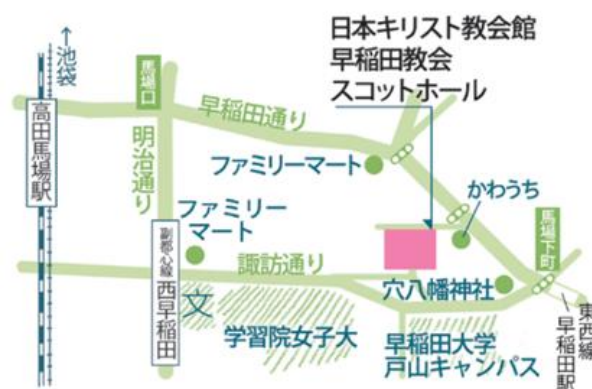 日本キリスト教会館
早稲田教会
スコットホール
↑池袋
馬場口
早稲田通り
高田馬場駅
明治通り
ファミリーマート
かわうち
ファミリー
マート
馬場下町
副都心線 西早稲田
諏訪通り
穴八幡神社
文
学習院女子大
早稲田大学
戸山キャンパス
東西線
早稲田駅